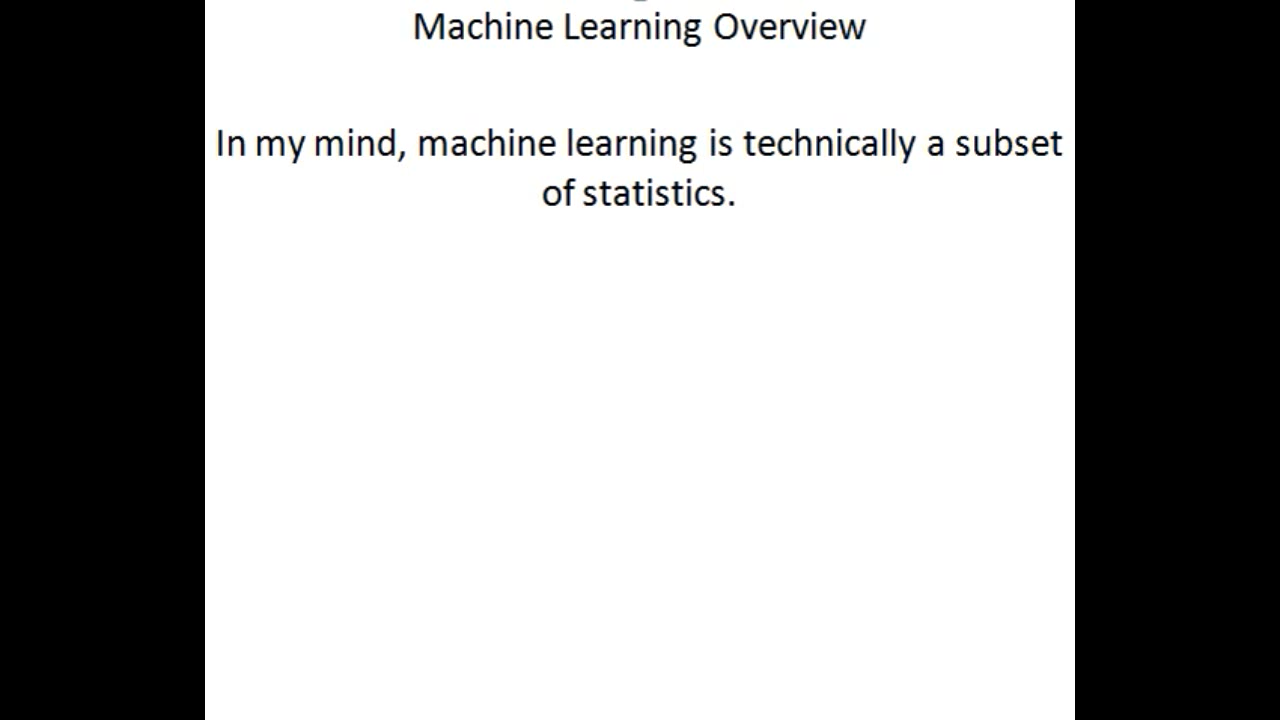 Machine Learning Overview
In my mind, machine learning is technically a subset
of statistics.